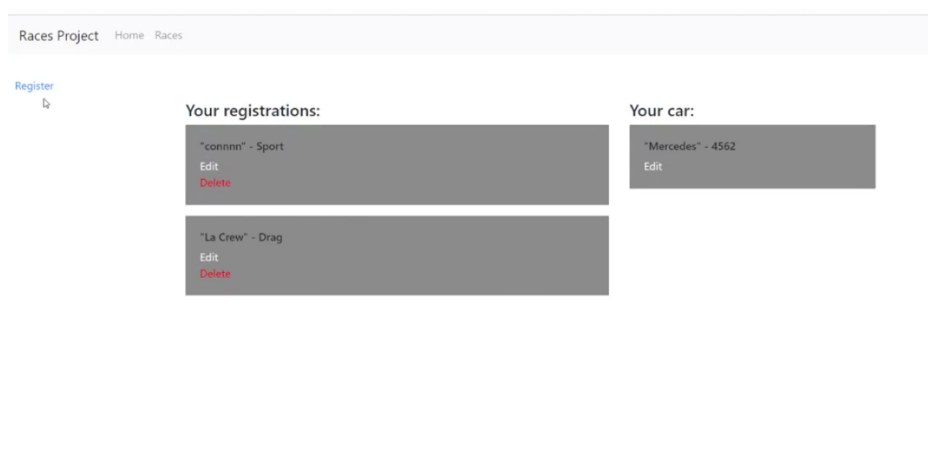 Races Project Home Races
Register
Your registrations:
"connnn" - Sport
Edit
Delete
"La Crew" - Drag
Edit
Delete
Your car:
"Mercedes" - 4562
Edit